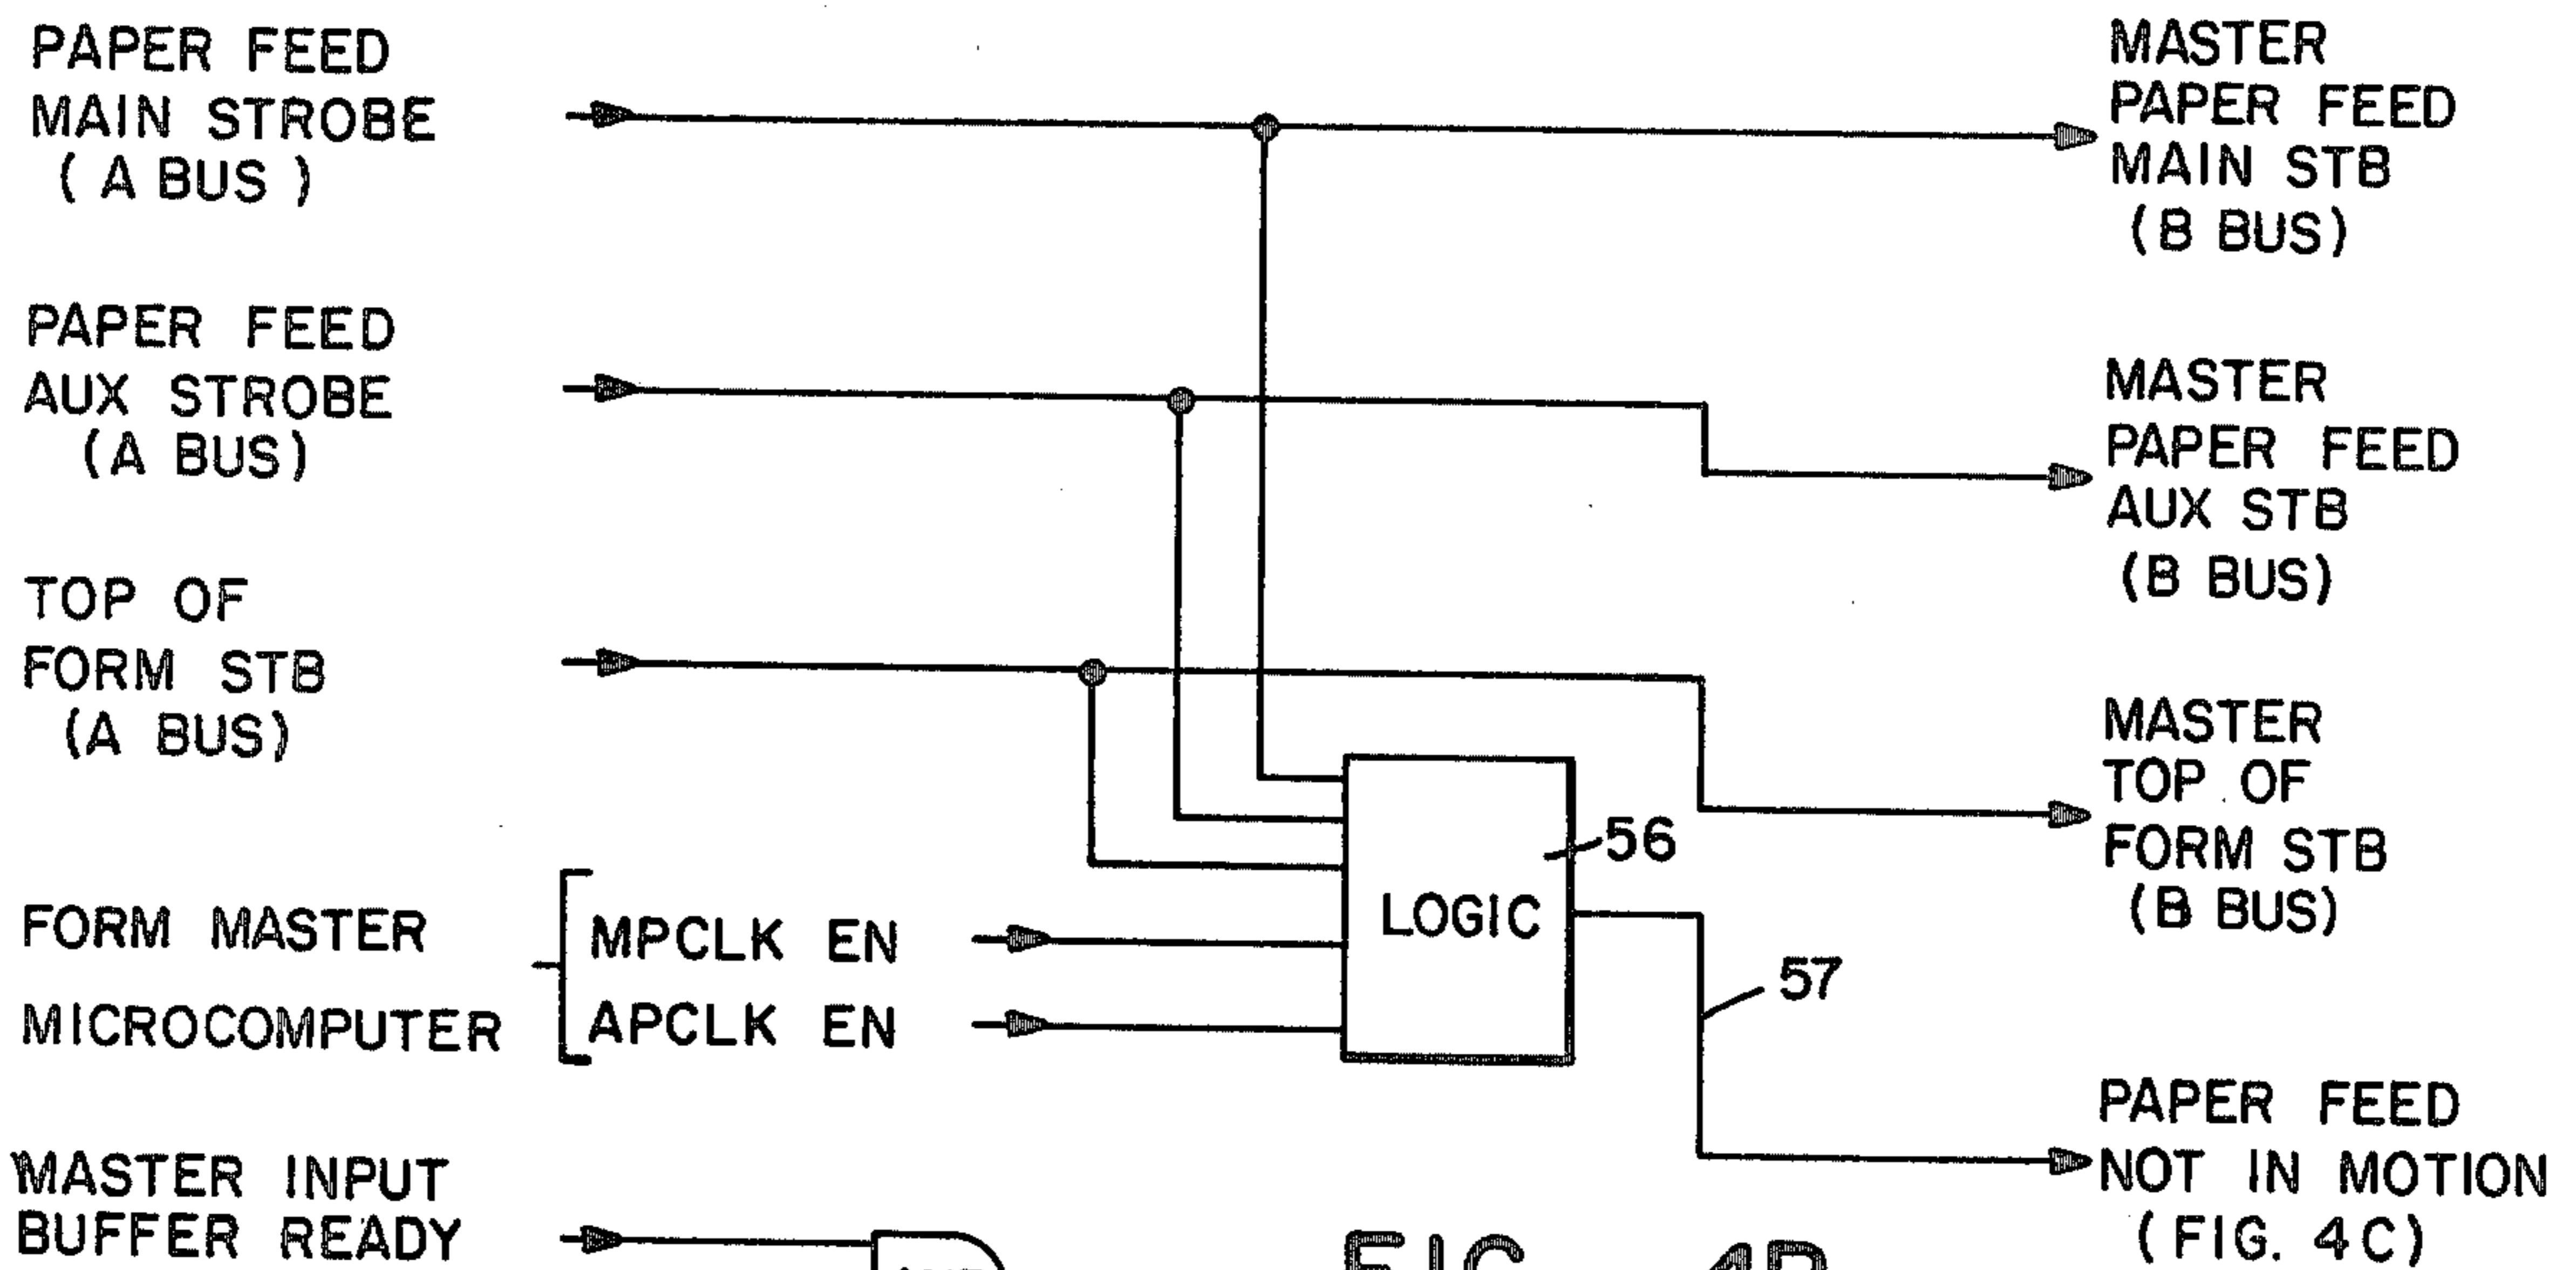 PAPER FEED
MAIN STROBE
( A BUS )
PAPER FEED
AUX STROBE
(A BUS)
TOP OF
FORM STB
(A BUS)
FORM MASTER
MICROCOMPUTER
MPCLK EN
APCLK EN
MASTER INPUT
BUFFER READY
LOGIC
56
57
MASTER
PAPER FEED
MAIN STB
(B BUS)
MASTER
PAPER FEED
AUX STB
(B BUS)
MASTER
TOP OF
FORM STB
(B BUS)
PAPER FEED
NOT IN MOTION
(FIG. 4C)